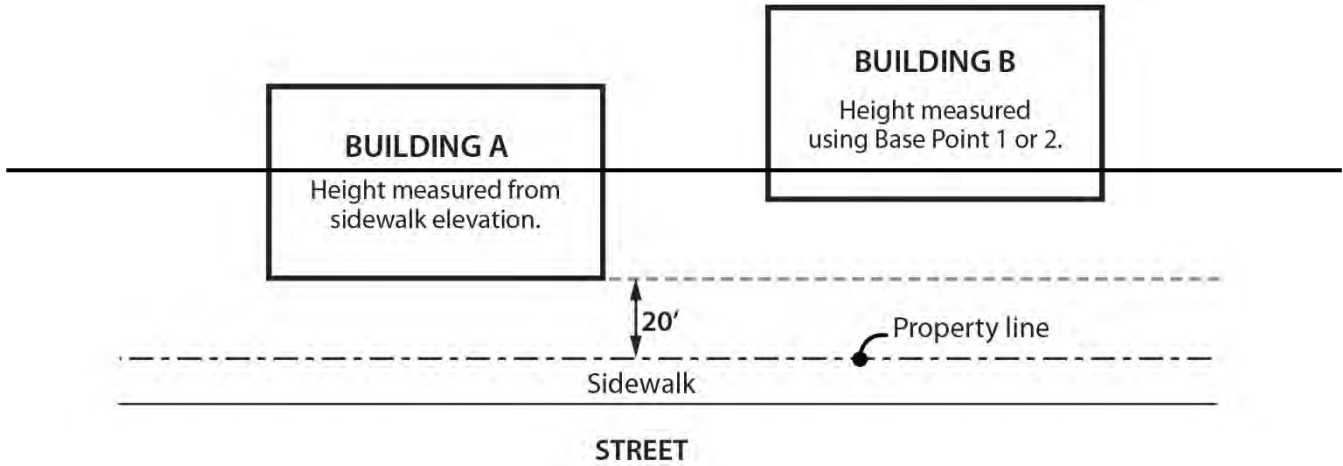 BUILDING B
Height measured
using Base Point 1 or 2.
BUILDING A
Height measured from
sidewalk elevation.
20'
Property line
Sidewalk
STREET